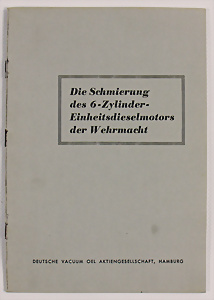 Die Schmierung
des 6-Zylinder-
Einheitsdieselmotors
der Wehrmacht
DEUTSCHE VACUUM OEL AKTIENGESELLSCHAFT, HAMBURG